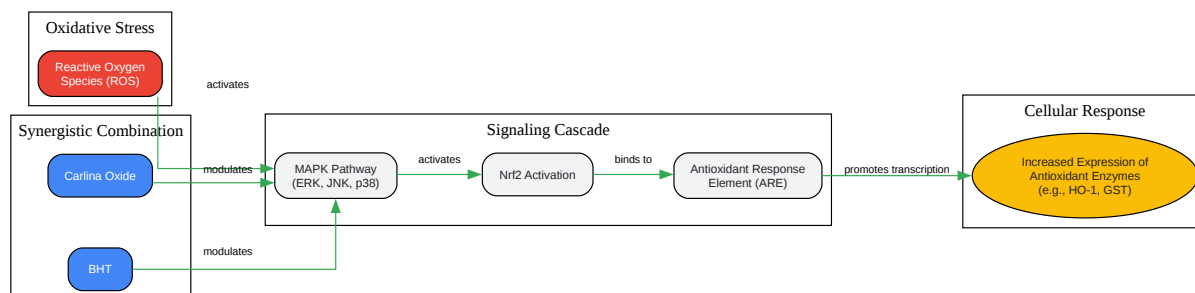 Oxidative Stress
Reactive Oxygen
Species (ROS)
activates
Synergistic Combination
Carlina Oxide
modulates
BHT
modulates
Signaling Cascade
MAPK Pathway
(ERK, JNK, p38)
activates
Nrf2 Activation
binds to
Antioxidant Response
Element (ARE)
promotes transcription
Cellular Response
Increased Expression of
Antioxidant Enzymes
(e.g., HO-1, GST)